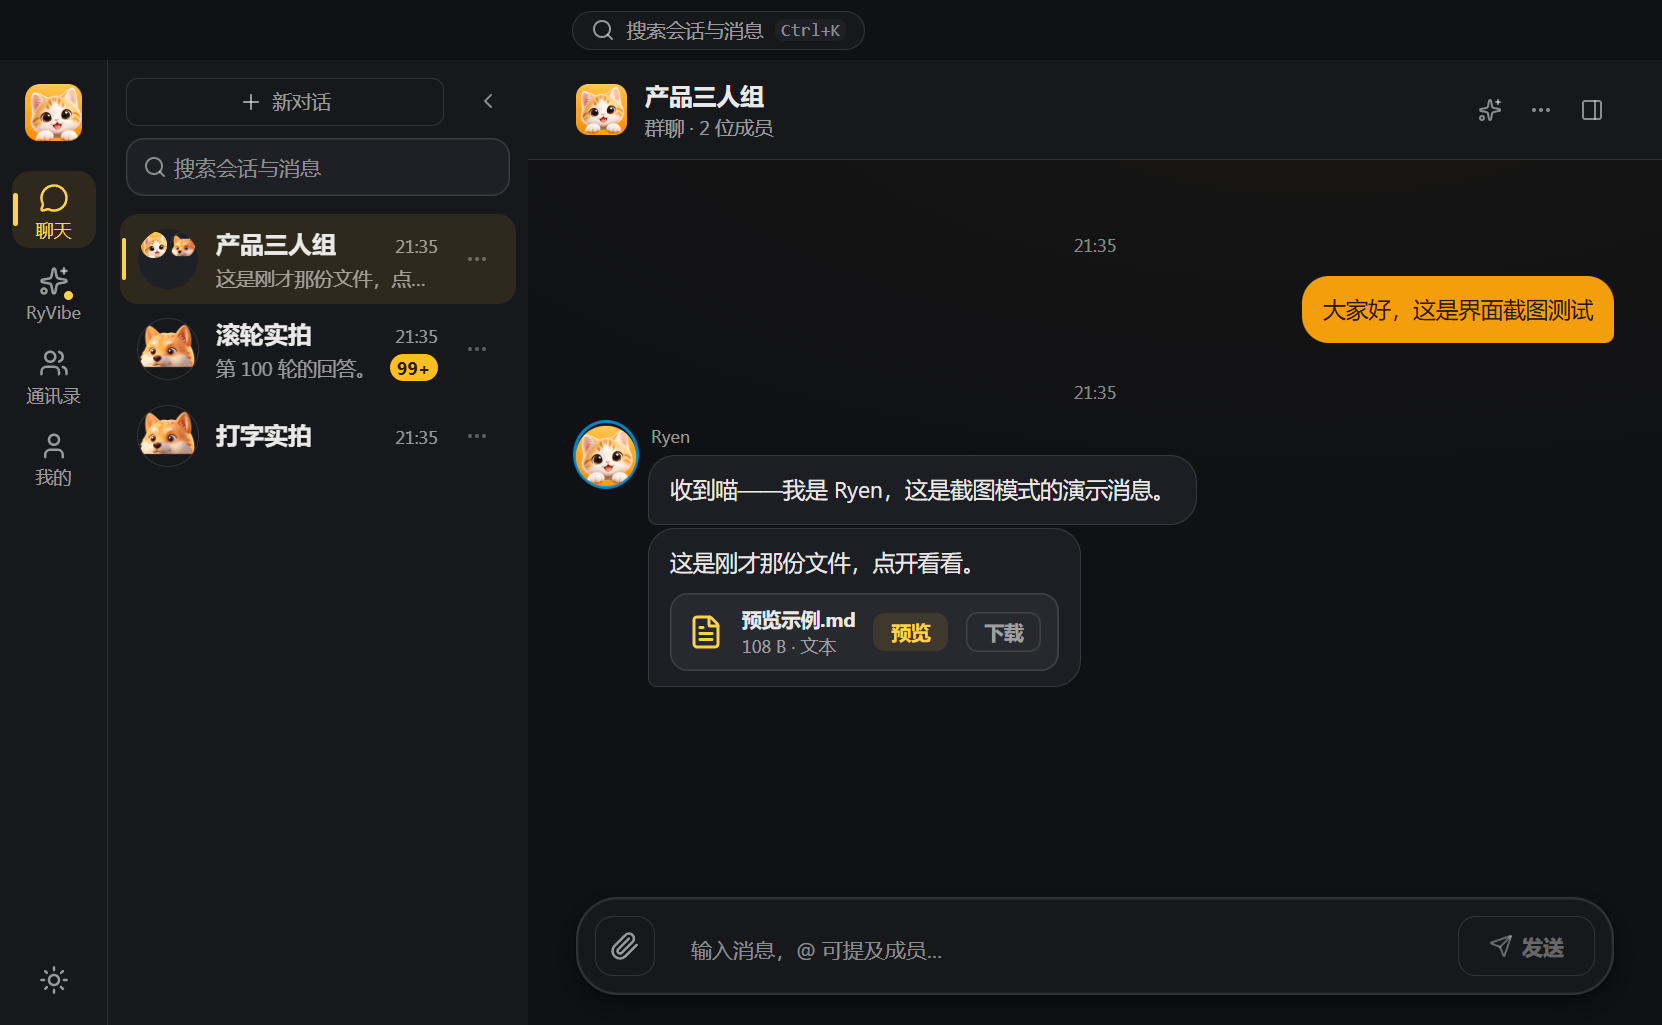 搜索会话与消息 Ctrl+K
聊天
RyVibe
通讯录
我的
新对话
搜索会话与消息
产品三人组 21:35
这是刚才那份文件，点...
滚轮实拍 21:35
第 100 轮的回答。 99+
打字实拍 21:35
产品三人组
群聊 · 2 位成员
21:35
大家好，这是界面截图测试
21:35
Ryen
收到喵——我是 Ryen，这是截图模式的演示消息。
这是刚才那份文件，点开看看。
预览示例.md
108 B · 文本
预览
下载
输入消息，@ 可提及成员...
发送